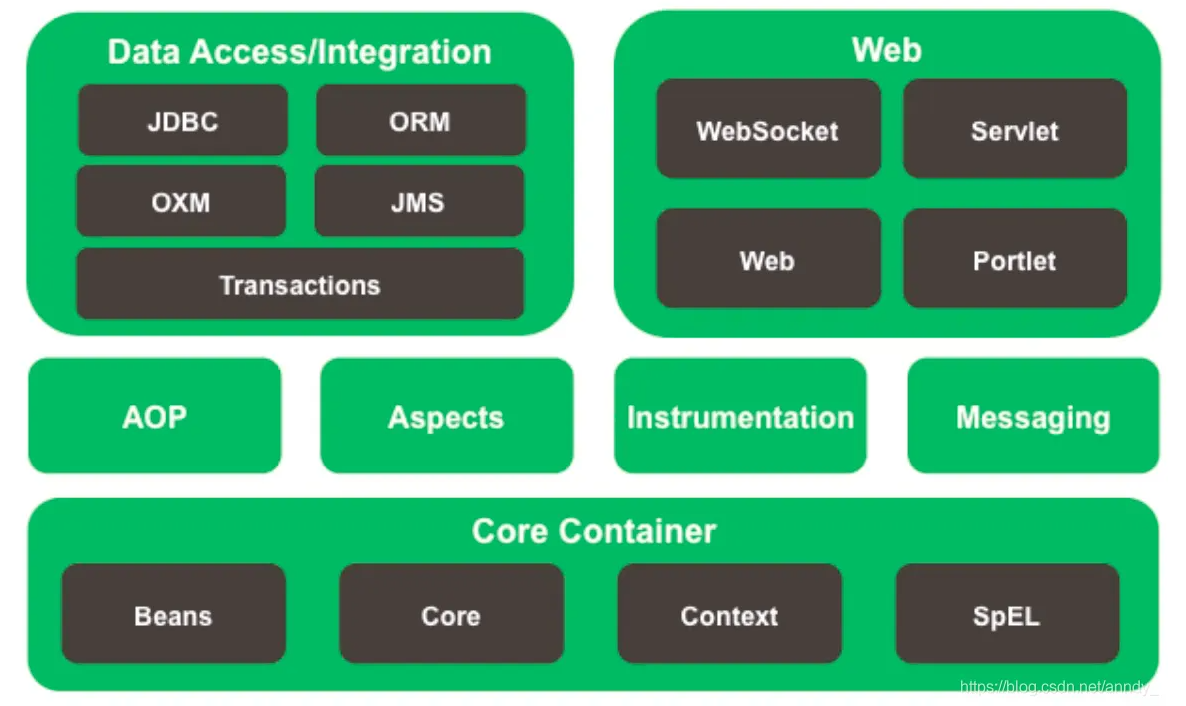 Data Access/Integration
JDBC
ORM
OXM
JMS
Transactions
Web
WebSocket
Servlet
Web
Portlet
AOP
Aspects
Instrumentation
Messaging
Core Container
Beans
Core
Context
SpEL
https://blog.csdn.net/anndy_